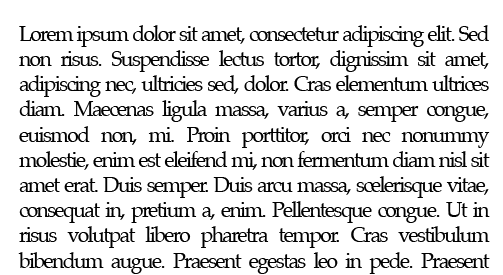 Lorem ipsum dolor sit amet, consectetur adipiscing elit. Sed
non risus. Suspendisse lectus tortor, dignissim sit amet,
adipiscing nec, ultricies sed, dolor. Cras elementum ultrices
diam. Maecenas ligula massa, varius a, semper congue,
euismod non, mi. Proin porttitor, orci nec nonummy
molestie, enim est eleifend mi, non fermentum diam nisl sit
amet erat. Duis semper. Duis arcu massa, scelerisque vitae,
consequat in, pretium a, enim. Pellentesque congue. Ut in
risus volutpat libero pharetra tempor. Cras vestibulum
bibendum augue. Praesent egestas leo in pede. Praesent